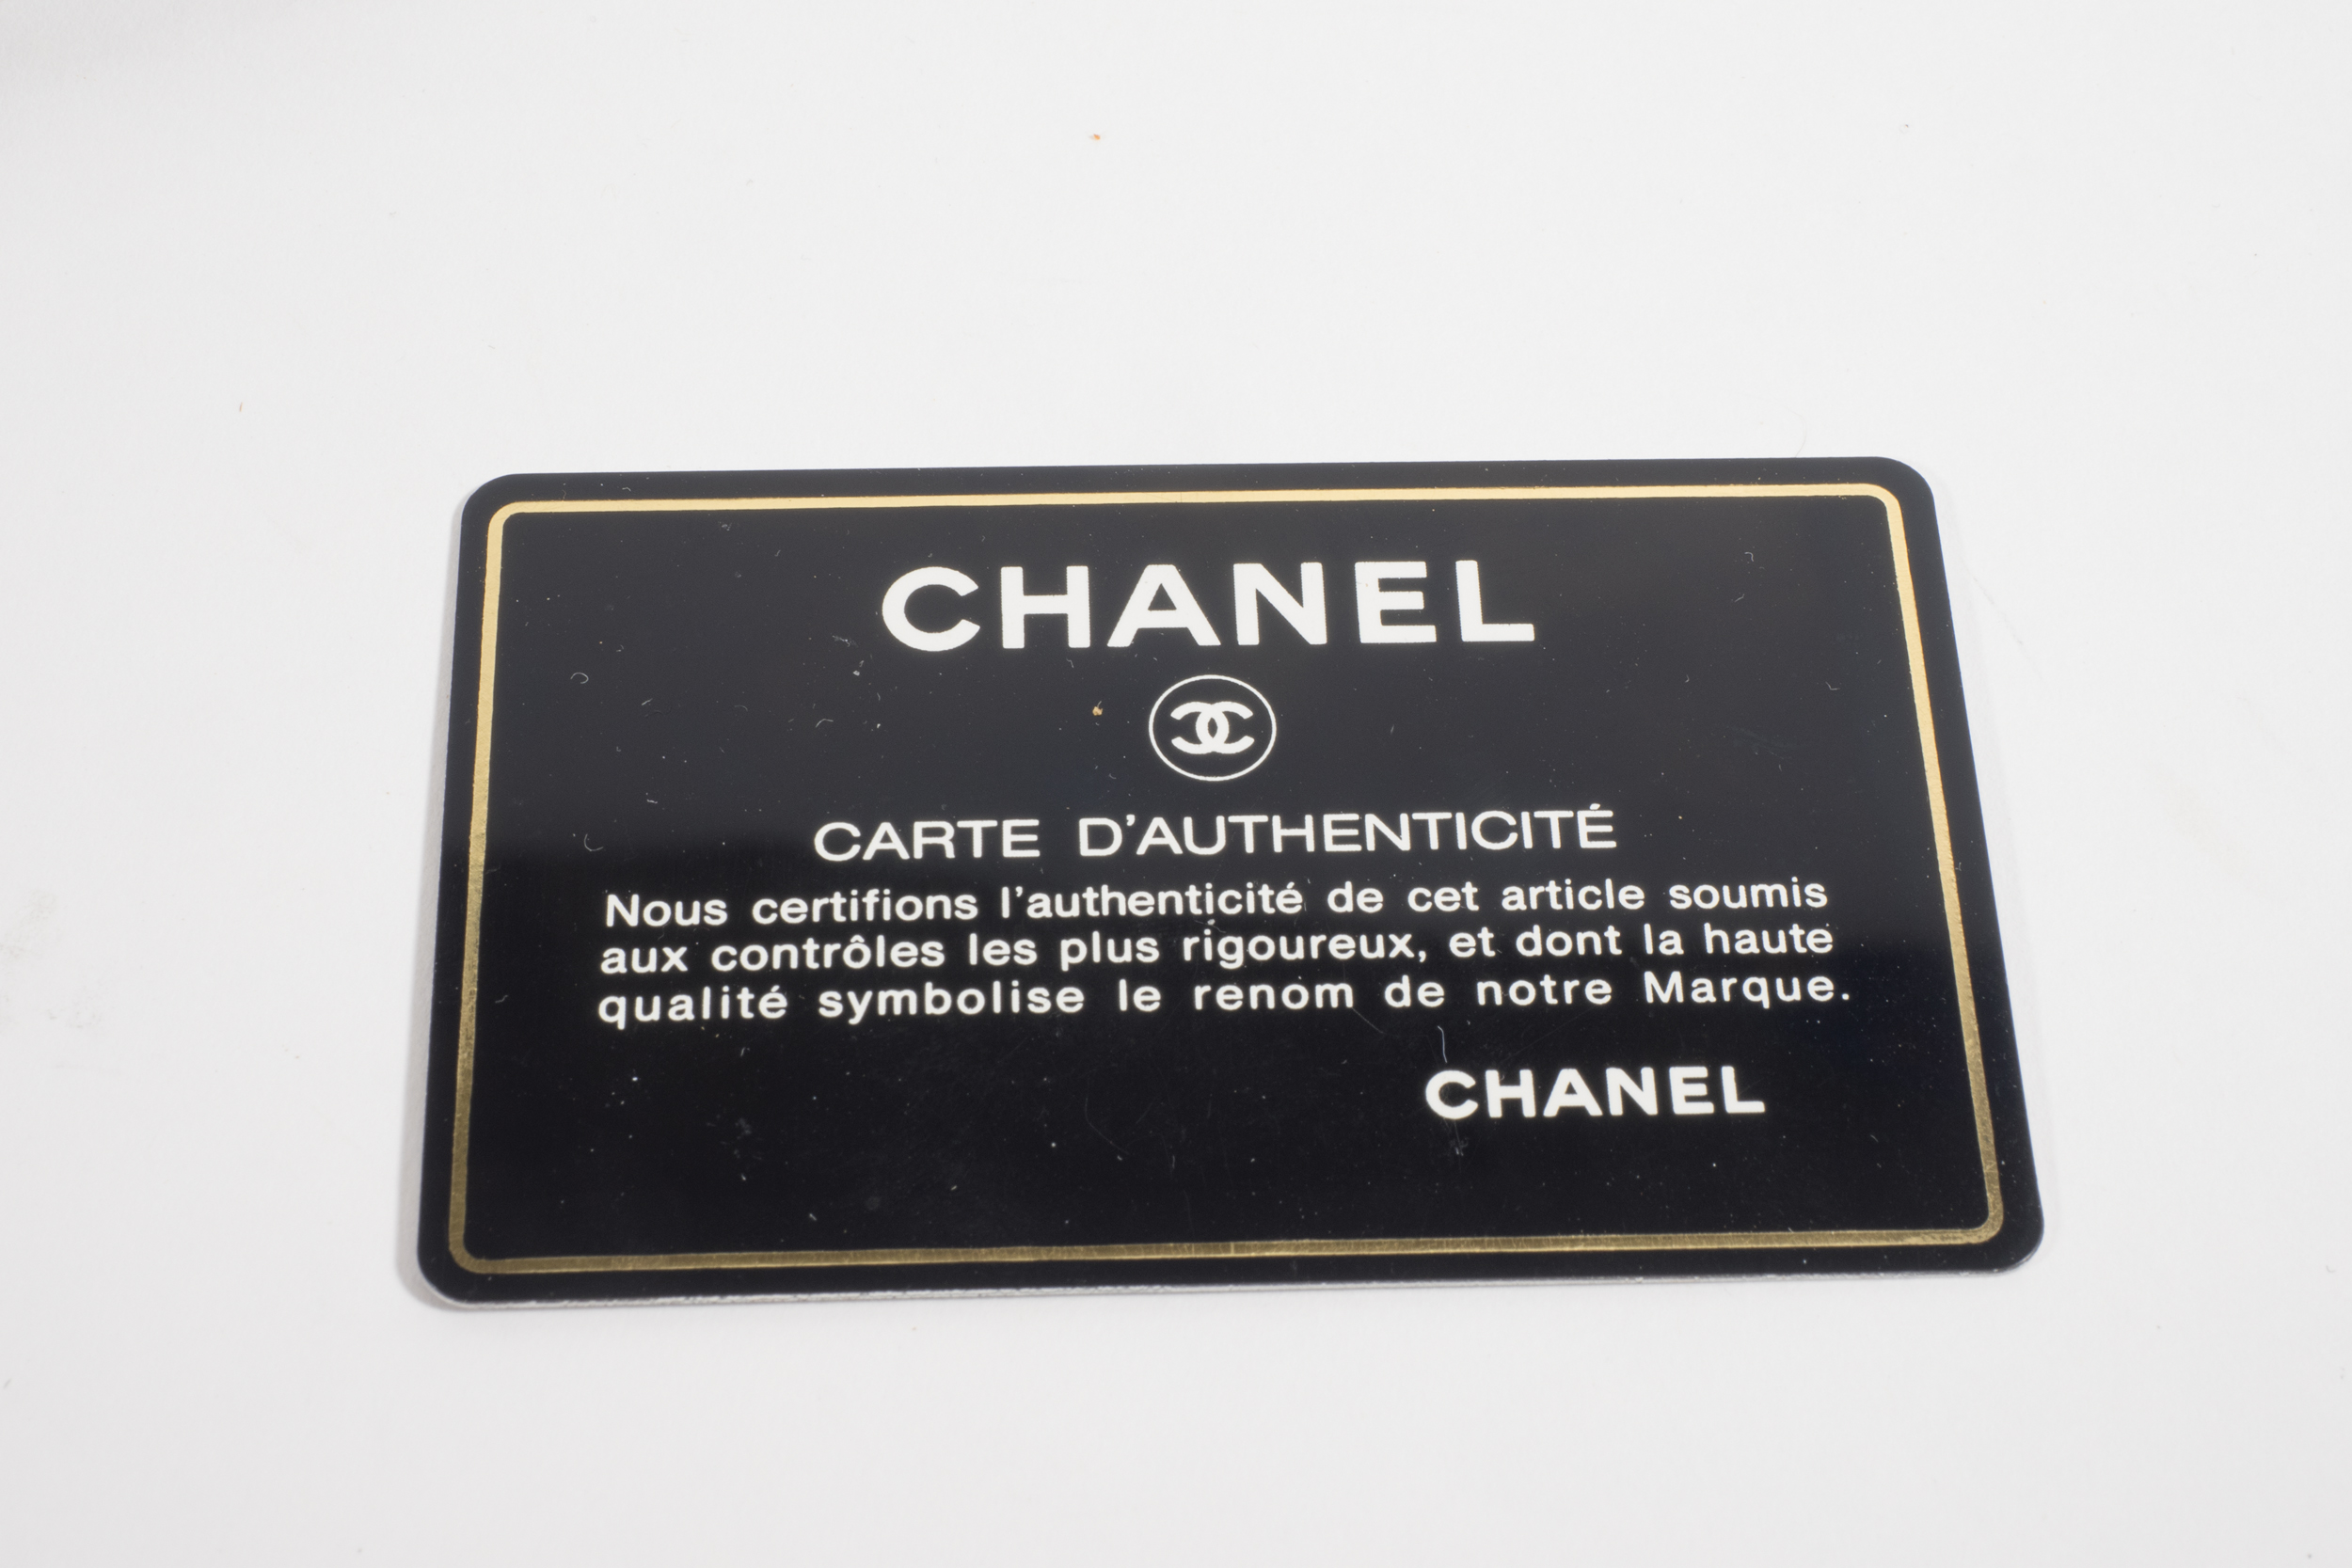 CHANEL
CARTE D'AUTHENTICITÉ
Nous certifions l'authenticité de cet article soumis
aux contrôles les plus rigoureux, et dont la haute
qualité symbolise le renom de notre Marque.
CHANEL